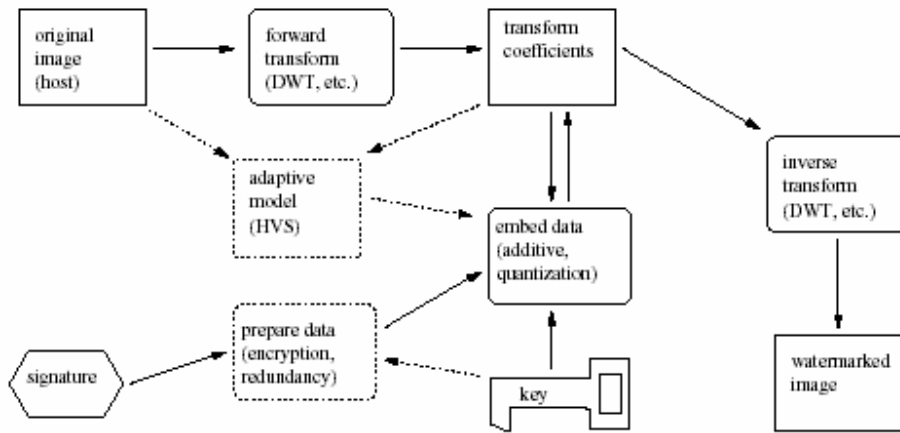 original
image
(host)
forward
transform
(DWT, etc.)
transform
coefficients
adaptive
model
(HVS)
inverse
transform
(DWT, etc.)
embed data
(additive,
quantization)
prepare data
(encryption,
redundancy)
signature
key
watermarked
image